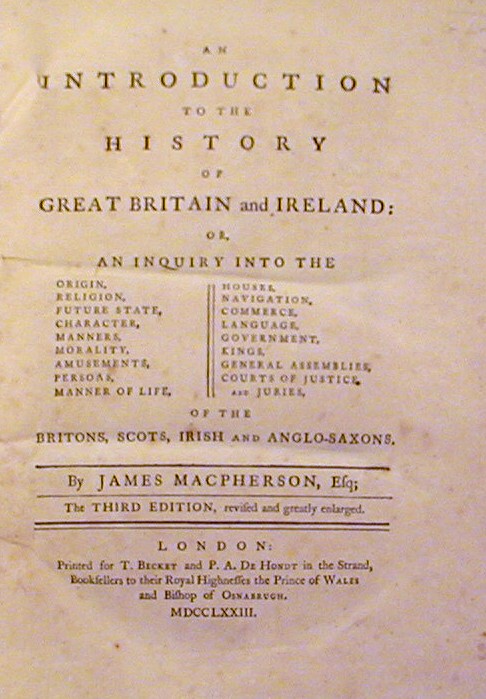 AN
INTRODUCTION
TO THE
HISTORY
OF
GREAT BRITAIN and IRELAND:
OR,
AN INQUIRY INTO THE
ORIGIN,
RELIGION,
FUTURE STATE,
CHARACTER,
MANNERS,
MORALITY,
AMUSEMENTS,
PERSONS,
MANNER OF LIFE,
HOUSES,
NAVIGATION,
COMMERCE,
LANGUAGE,
GOVERNMENT,
KINGS,
GENERAL ASSEMBLIES,
COURTS OF JUSTICE,
AND JURIES,
OF THE
BRITONS, SCOTS, IRISH AND ANGLO-SAXONS.
By JAMES MACPHERSON, Eſq;
The THIRD EDITION, reviſed and greatly enlarged.
LONDON:
Printed for T. BECKET and P. A. DE HONDT in the Strand,
Bookſellers to their Royal Highneſſes the Prince of WALES
and Biſhop of OSNABRUGH.
MDCCLXXIII.